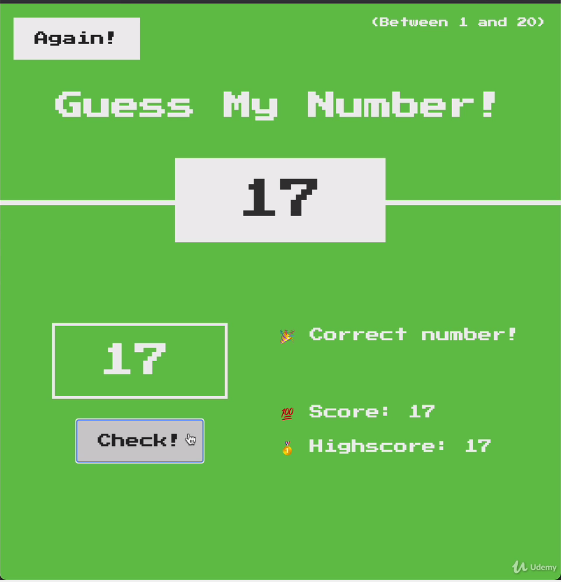 Again!
(Between 1 and 20)
Guess My Number!
17
17
🎉 Correct number!
Check!
💯 Score: 17
🥇 Highscore: 17
Udemy